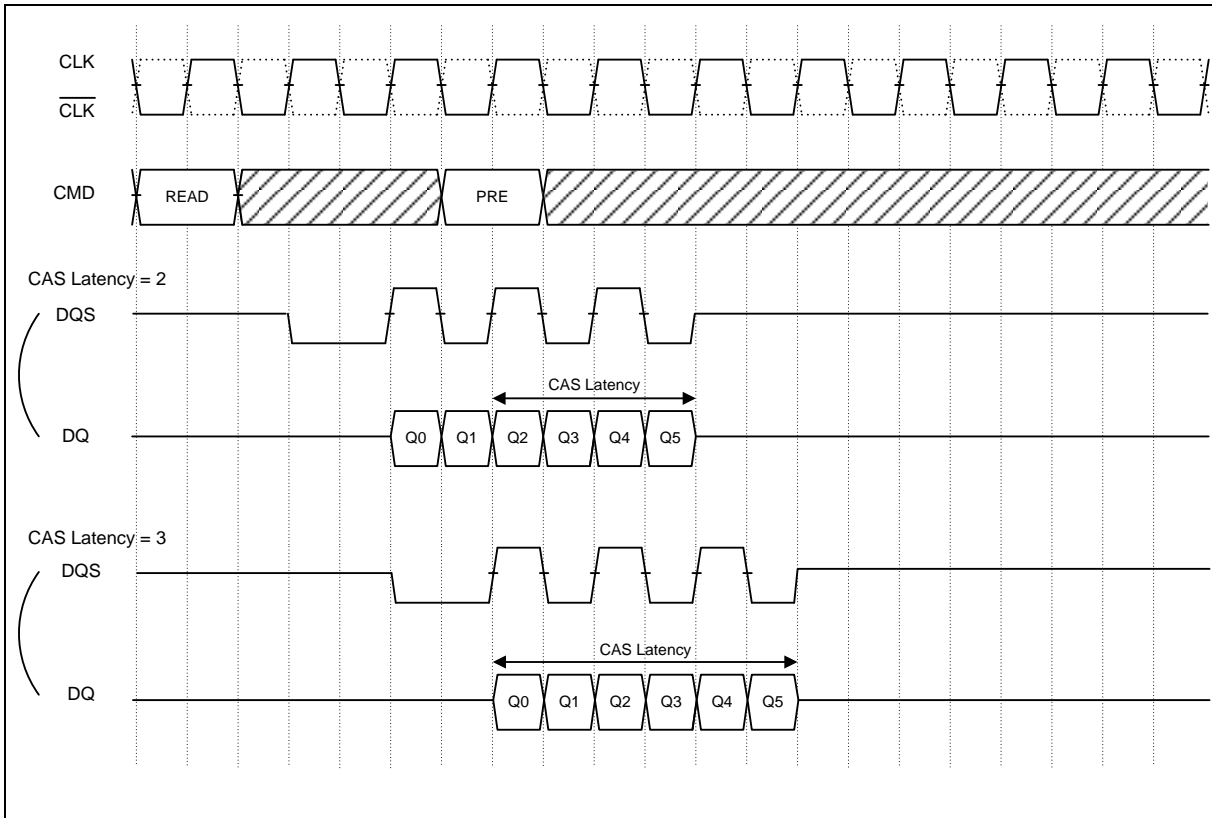 CLK
CLK
CMD
READ
PRE
CAS Latency = 2
DQS
CAS Latency
DQ
Q0 Q1 Q2 Q3 Q4 Q5
CAS Latency = 3
DQS
CAS Latency
DQ
Q0 Q1 Q2 Q3 Q4 Q5